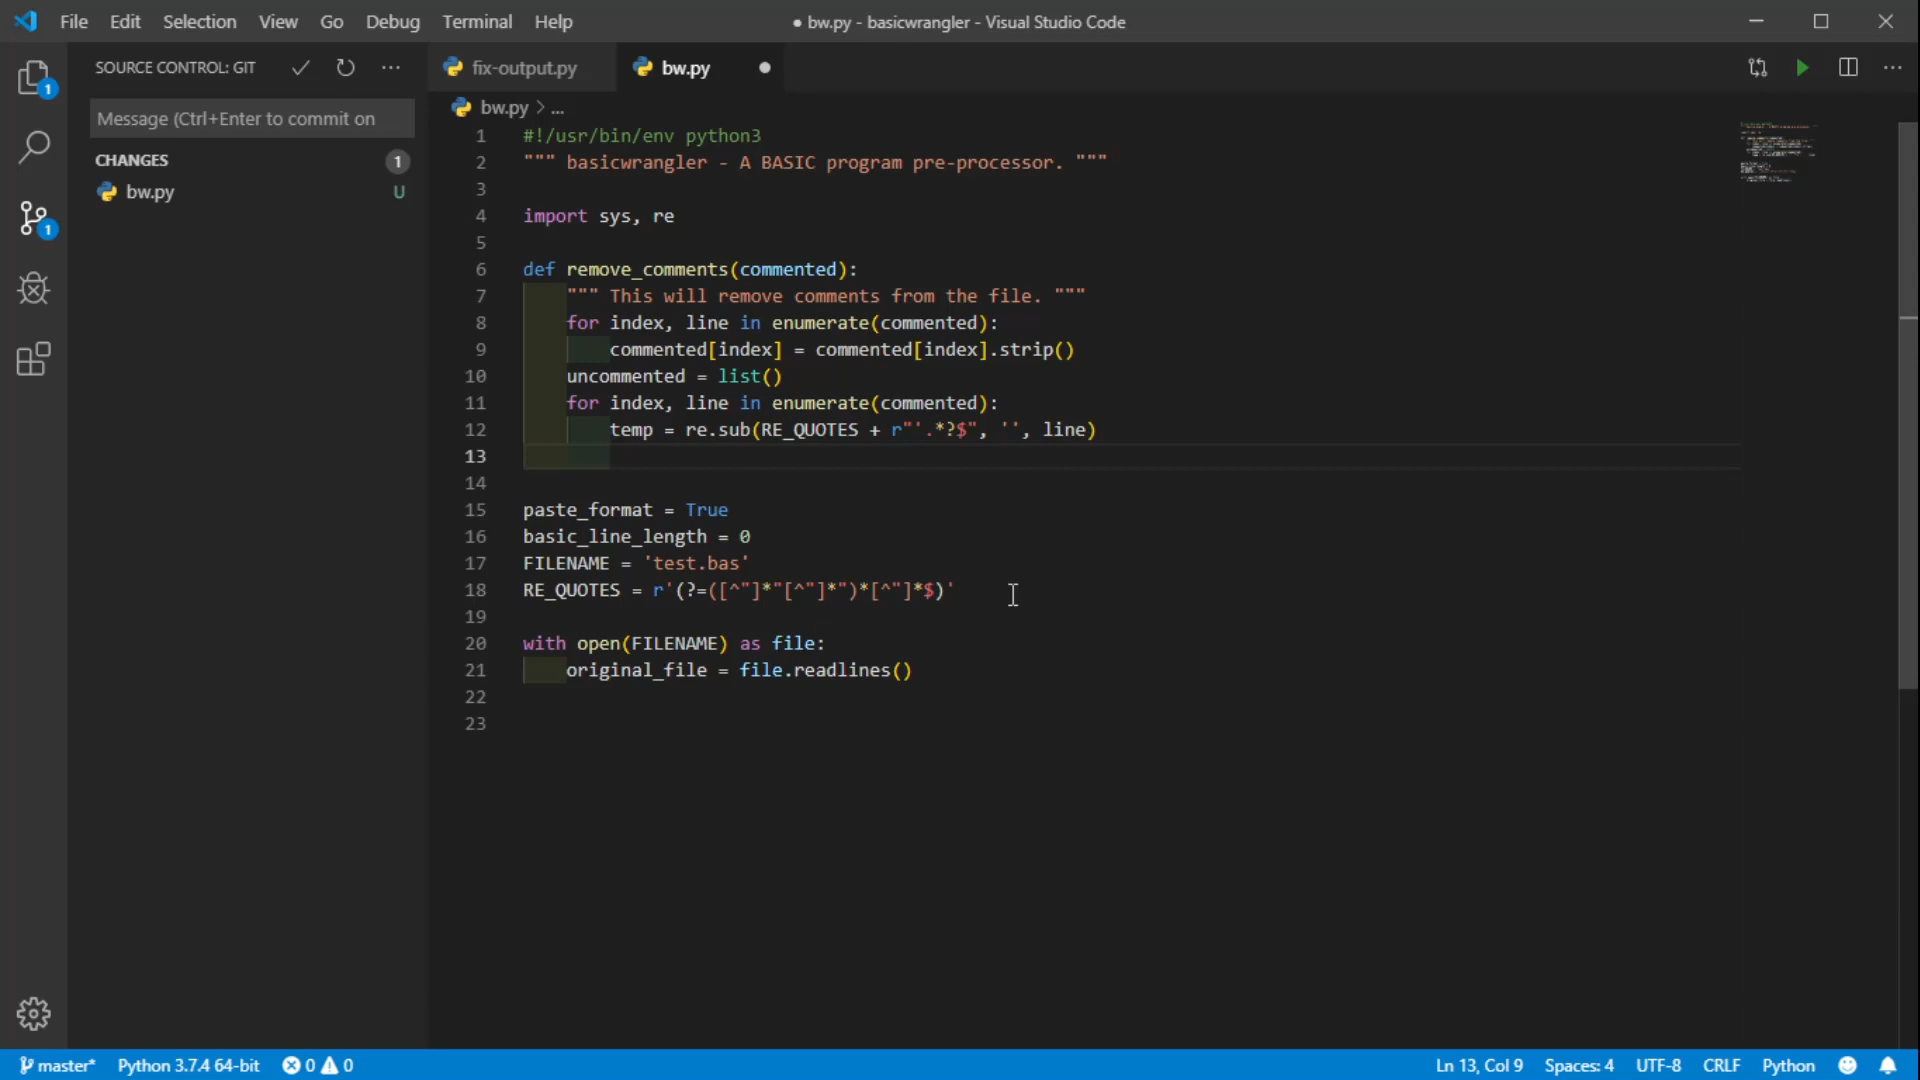 File Edit Selection View Go Debug Terminal Help
● bw.py - basicwrangler - Visual Studio Code
SOURCE CONTROL: GIT
fix-output.py
bw.py
1
Message (Ctrl+Enter to commit on
bw.py > ...
CHANGES 1
bw.py U
1
1 #!/usr/bin/env python3
2 """ basicwrangler - A BASIC program pre-processor. """
3
4 import sys, re
5
6 def remove_comments(commented):
7 """ This will remove comments from the file. """
8 for index, line in enumerate(commented):
9 commented[index] = commented[index].strip()
10 uncommented = list()
11 for index, line in enumerate(commented):
12 temp = re.sub(RE_QUOTES + r"'.*?$", '', line)
13
14
15 paste_format = True
16 basic_line_length = 0
17 FILENAME = 'test.bas'
18 RE_QUOTES = r'(?=([^"]*"[^"]*")*[^"]*$)'
19
20 with open(FILENAME) as file:
21 original_file = file.readlines()
22
23
master* Python 3.7.4 64-bit 0 0 Ln 13, Col 9 Spaces: 4 UTF-8 CRLF Python